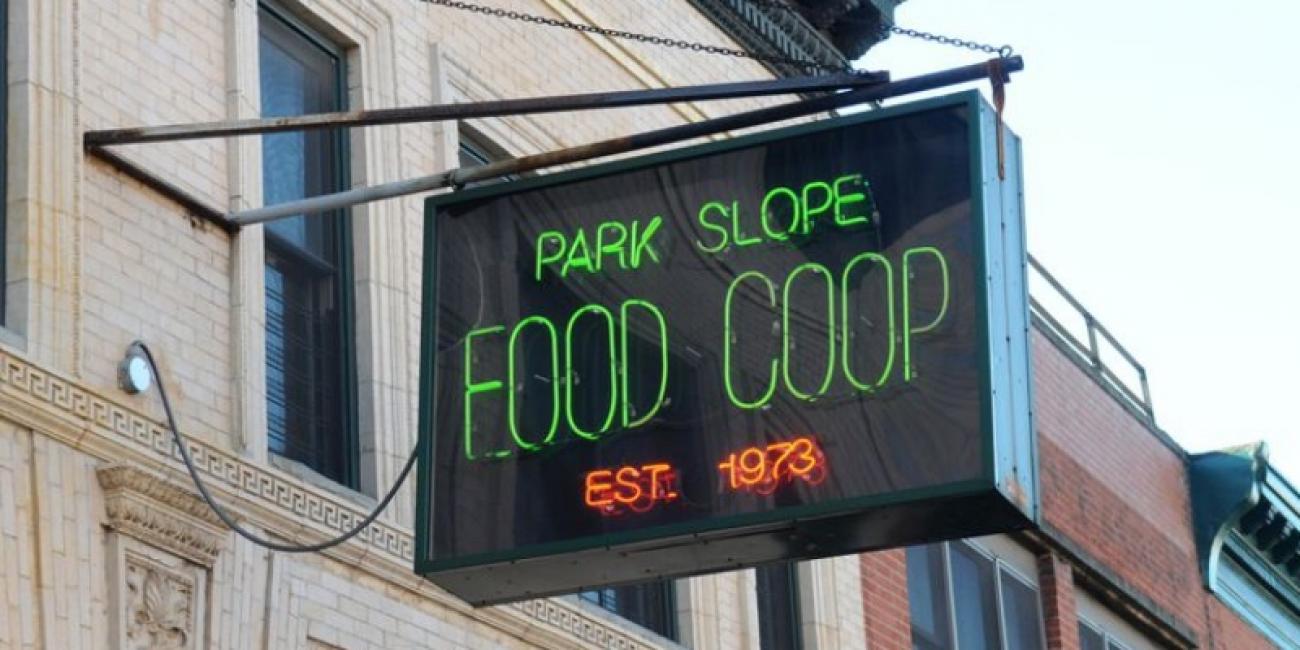 PARK SLOPE
FOOD COOP
EST. 1973